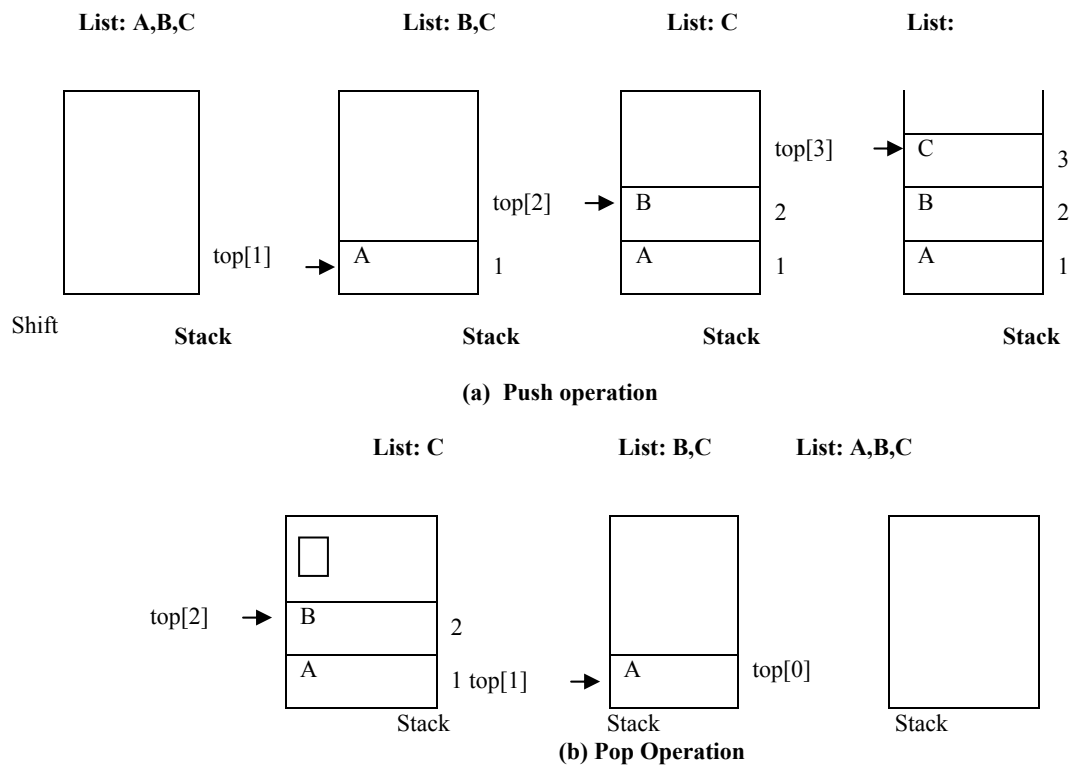 List: A,B,C List: B,C List: C List:
top[3] C 3
top[2] B 2 B 2
top[1] A 1 A 1 A 1
Shift
Stack Stack Stack Stack
(a) Push operation
List: C List: B,C List: A,B,C
top[2] B 2
A 1 top[1] A top[0]
Stack Stack Stack
(b) Pop Operation